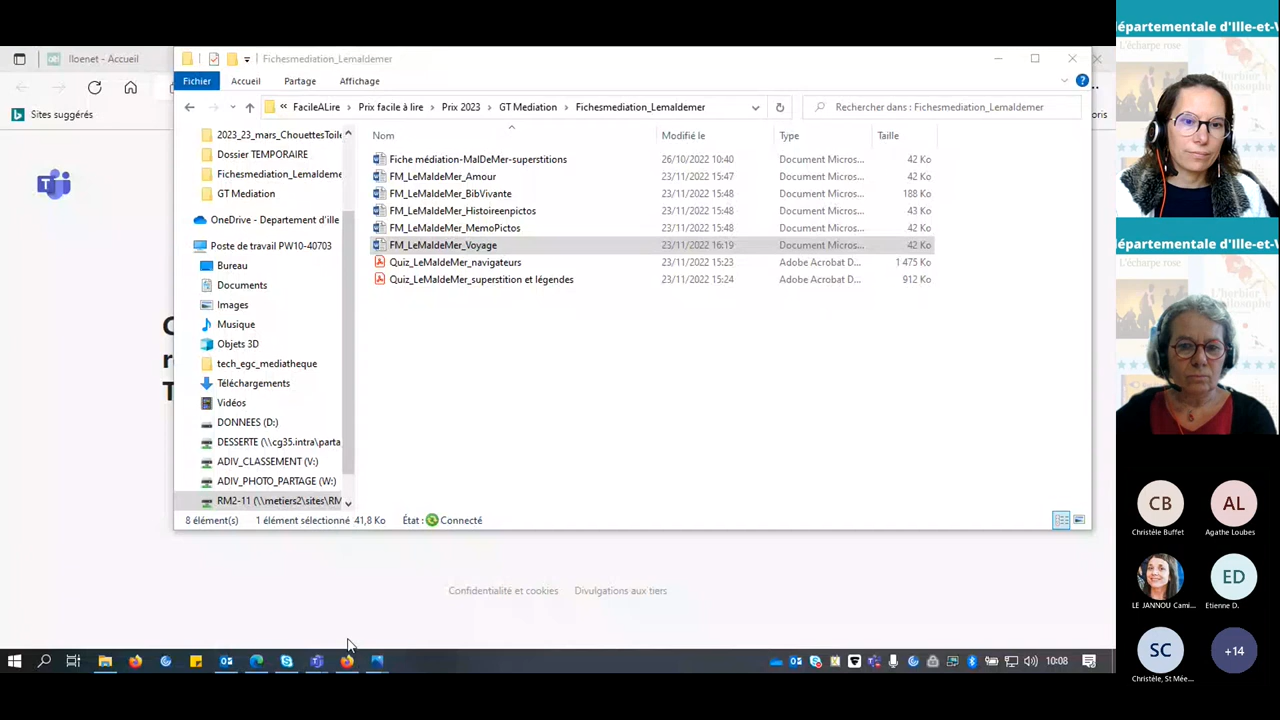 Iloenet - Accueil
Fichesmediation_Lemaldemer
Fichier
Accueil
Partage
Affichage
FacileALire
Prix facile à lire
Prix 2023
GT Mediation
Fichesmediation_Lemaldemer
Rechercher dans : Fichesmediation_Lemaldemer
Sites suggérés
oris
2023_23_mars_ChouettesToile
Dossier TEMPORAIRE
Fichesmediation_Lemaldeme
GT Mediation
OneDrive - Departement d'ille
Poste de travail PW10-40703
Bureau
Documents
Images
Musique
Objets 3D
tech_egc_mediatheque
Téléchargements
Vidéos
DONNEES (D:)
DESSERTE (\\cg35.intra\parta
ADIV_CLASSEMENT (V:)
ADIV_PHOTO_PARTAGE (W:)
RM2-11 (\\metiers2\sites\RM
Nom Modifié le Type Taille
Fiche médiation-MalDeMer-superstitions 26/10/2022 10:40 Document Micros... 42 Ko
FM_LeMaldeMer_Amour 23/11/2022 15:47 Document Micros... 42 Ko
FM_LeMaldeMer_BibVivante 23/11/2022 15:48 Document Micros... 188 Ko
FM_LeMaldeMer_Histoireenpictos 23/11/2022 15:48 Document Micros... 43 Ko
FM_LeMaldeMer_MemoPictos 23/11/2022 15:48 Document Micros... 42 Ko
FM_LeMaldeMer_Voyage 23/11/2022 16:19 Document Micros... 42 Ko
Quiz_LeMaldeMer_navigateurs 23/11/2022 15:23 Adobe Acrobat D... 1 475 Ko
Quiz_LeMaldeMer_superstition et légendes 23/11/2022 15:24 Adobe Acrobat D... 912 Ko
8 élément(s) 1 élément sélectionné 41,8 Ko État : Connecté
Confidentialité et cookies Divulgations aux tiers
10:08
épartementale d'Ille-et-V
L'écharpe rose
épartementale d'Ille-et-V
CB
Christèle Buffet
AL
Agathe Loubes
LE JANNOU Cami...
ED
Etienne D.
SC
Christèle, St Mée...
+14